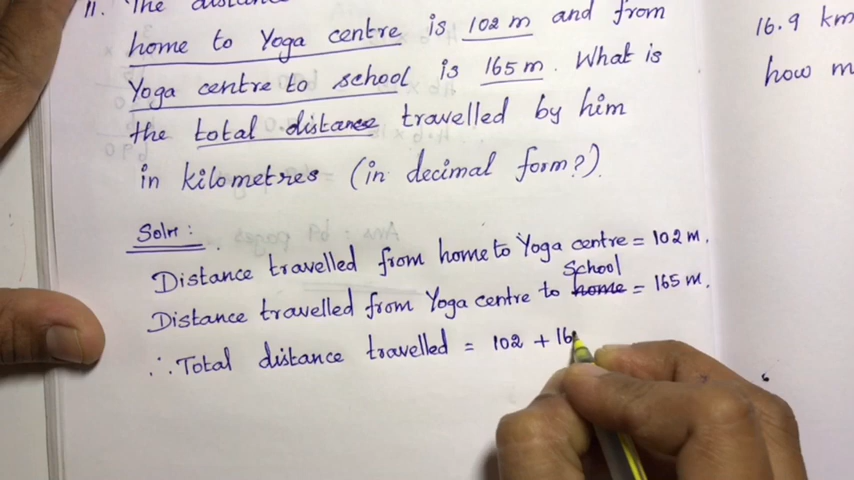 11. The distance
home to Yoga centre is 102 m and from
Yoga centre to school is 165 m. What is
the total distance travelled by him
in kilometres (in decimal form?).
Soln:
Distance travelled from home to Yoga centre = 102 m.
School
Distance travelled from Yoga centre to home = 165 m.
∴ Total distance travelled = 102 + 16
16.9 km
how m